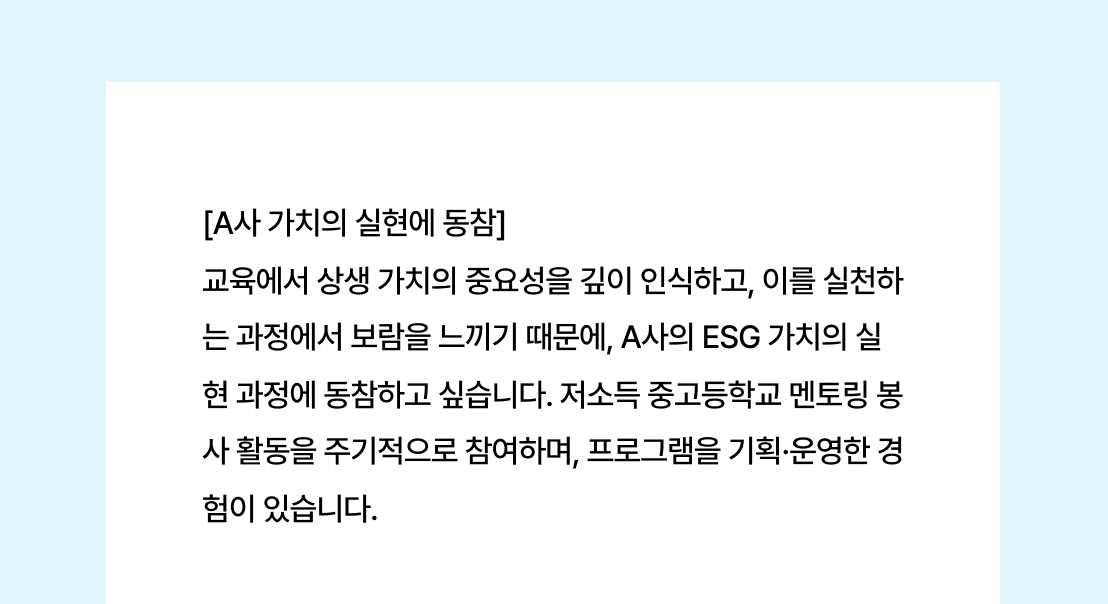 [A사 가치의 실현에 동참]
교육에서 상생 가치의 중요성을 깊이 인식하고, 이를 실천하
는 과정에서 보람을 느끼기 때문에, A사의 ESG 가치의 실
현 과정에 동참하고 싶습니다. 저소득 중고등학교 멘토링 봉
사 활동을 주기적으로 참여하며, 프로그램을 기획·운영한 경
험이 있습니다.